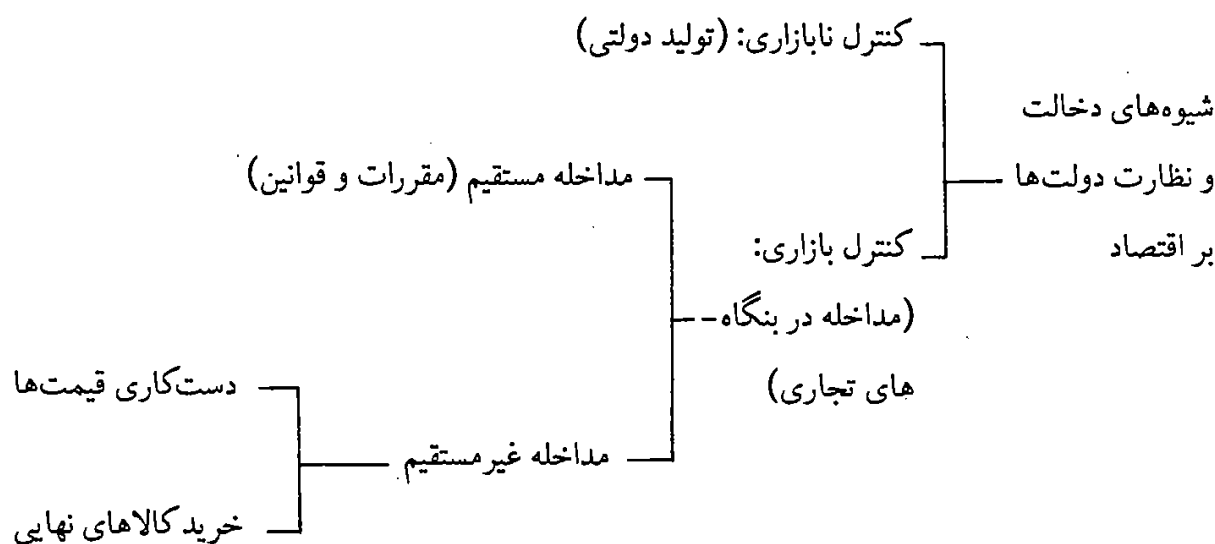 شیوه‌های دخالت
و نظارت دولت‌ها
بر اقتصاد
کنترل نابازاری: (تولید دولتی)
کنترل بازاری:
(مداخله در بنگاه-
های تجاری)
مداخله مستقیم (مقررات و قوانین)
مداخله غیرمستقیم
دست‌کاری قیمت‌ها
خرید کالاهای نهایی